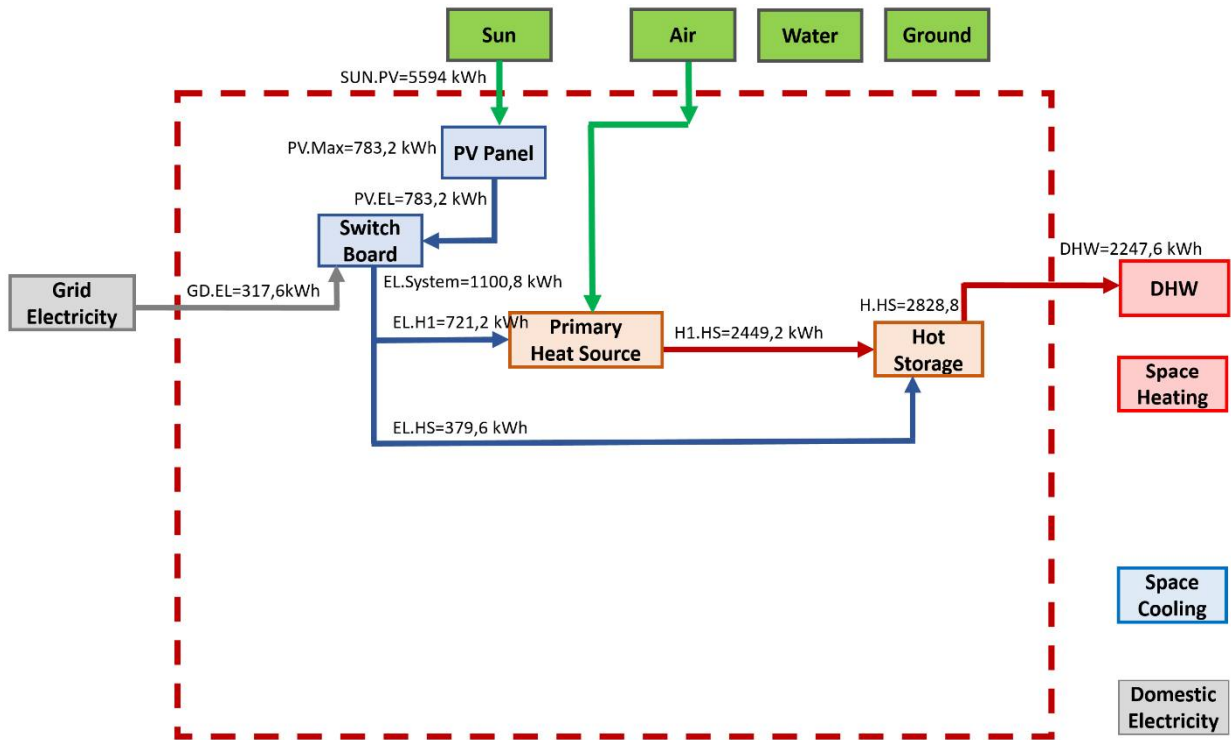 Sun
Air
Water
Ground
SUN.PV=5594 kWh
PV.Max=783,2 kWh
PV Panel
PV.EL=783,2 kWh
Switch
Board
DHW=2247,6 kWh
Grid
Electricity
GD.EL=317,6kWh
EL.System=1100,8 kWh
H.HS=2828,8
DHW
EL.H1=721,2 kWh
Primary
Heat Source
H1.HS=2449,2 kWh
Hot
Storage
Space
Heating
EL.HS=379,6 kWh
Space
Cooling
Domestic
Electricity